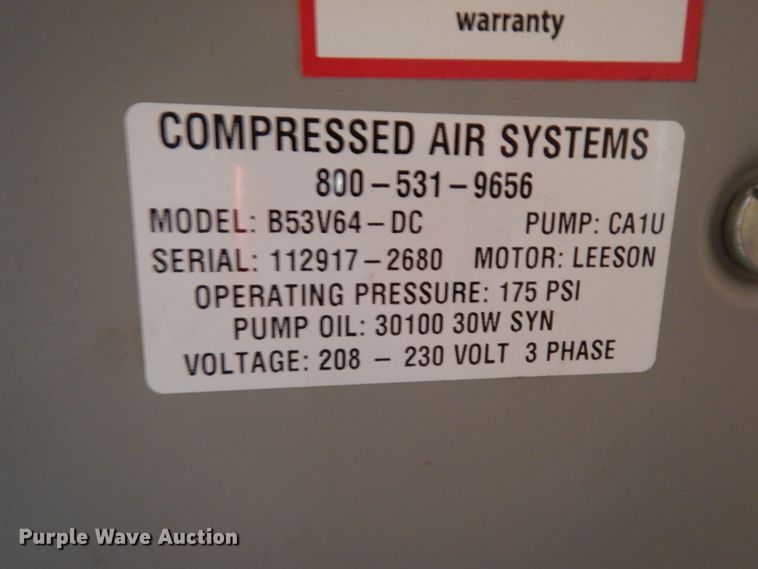 warranty
COMPRESSED AIR SYSTEMS
800-531-9656
MODEL: B53V64-DC PUMP: CA1U
SERIAL: 112917-2680 MOTOR: LEESON
OPERATING PRESSURE: 175 PSI
PUMP OIL: 30100 30W SYN
VOLTAGE: 208 - 230 VOLT 3 PHASE
Purple Wave Auction